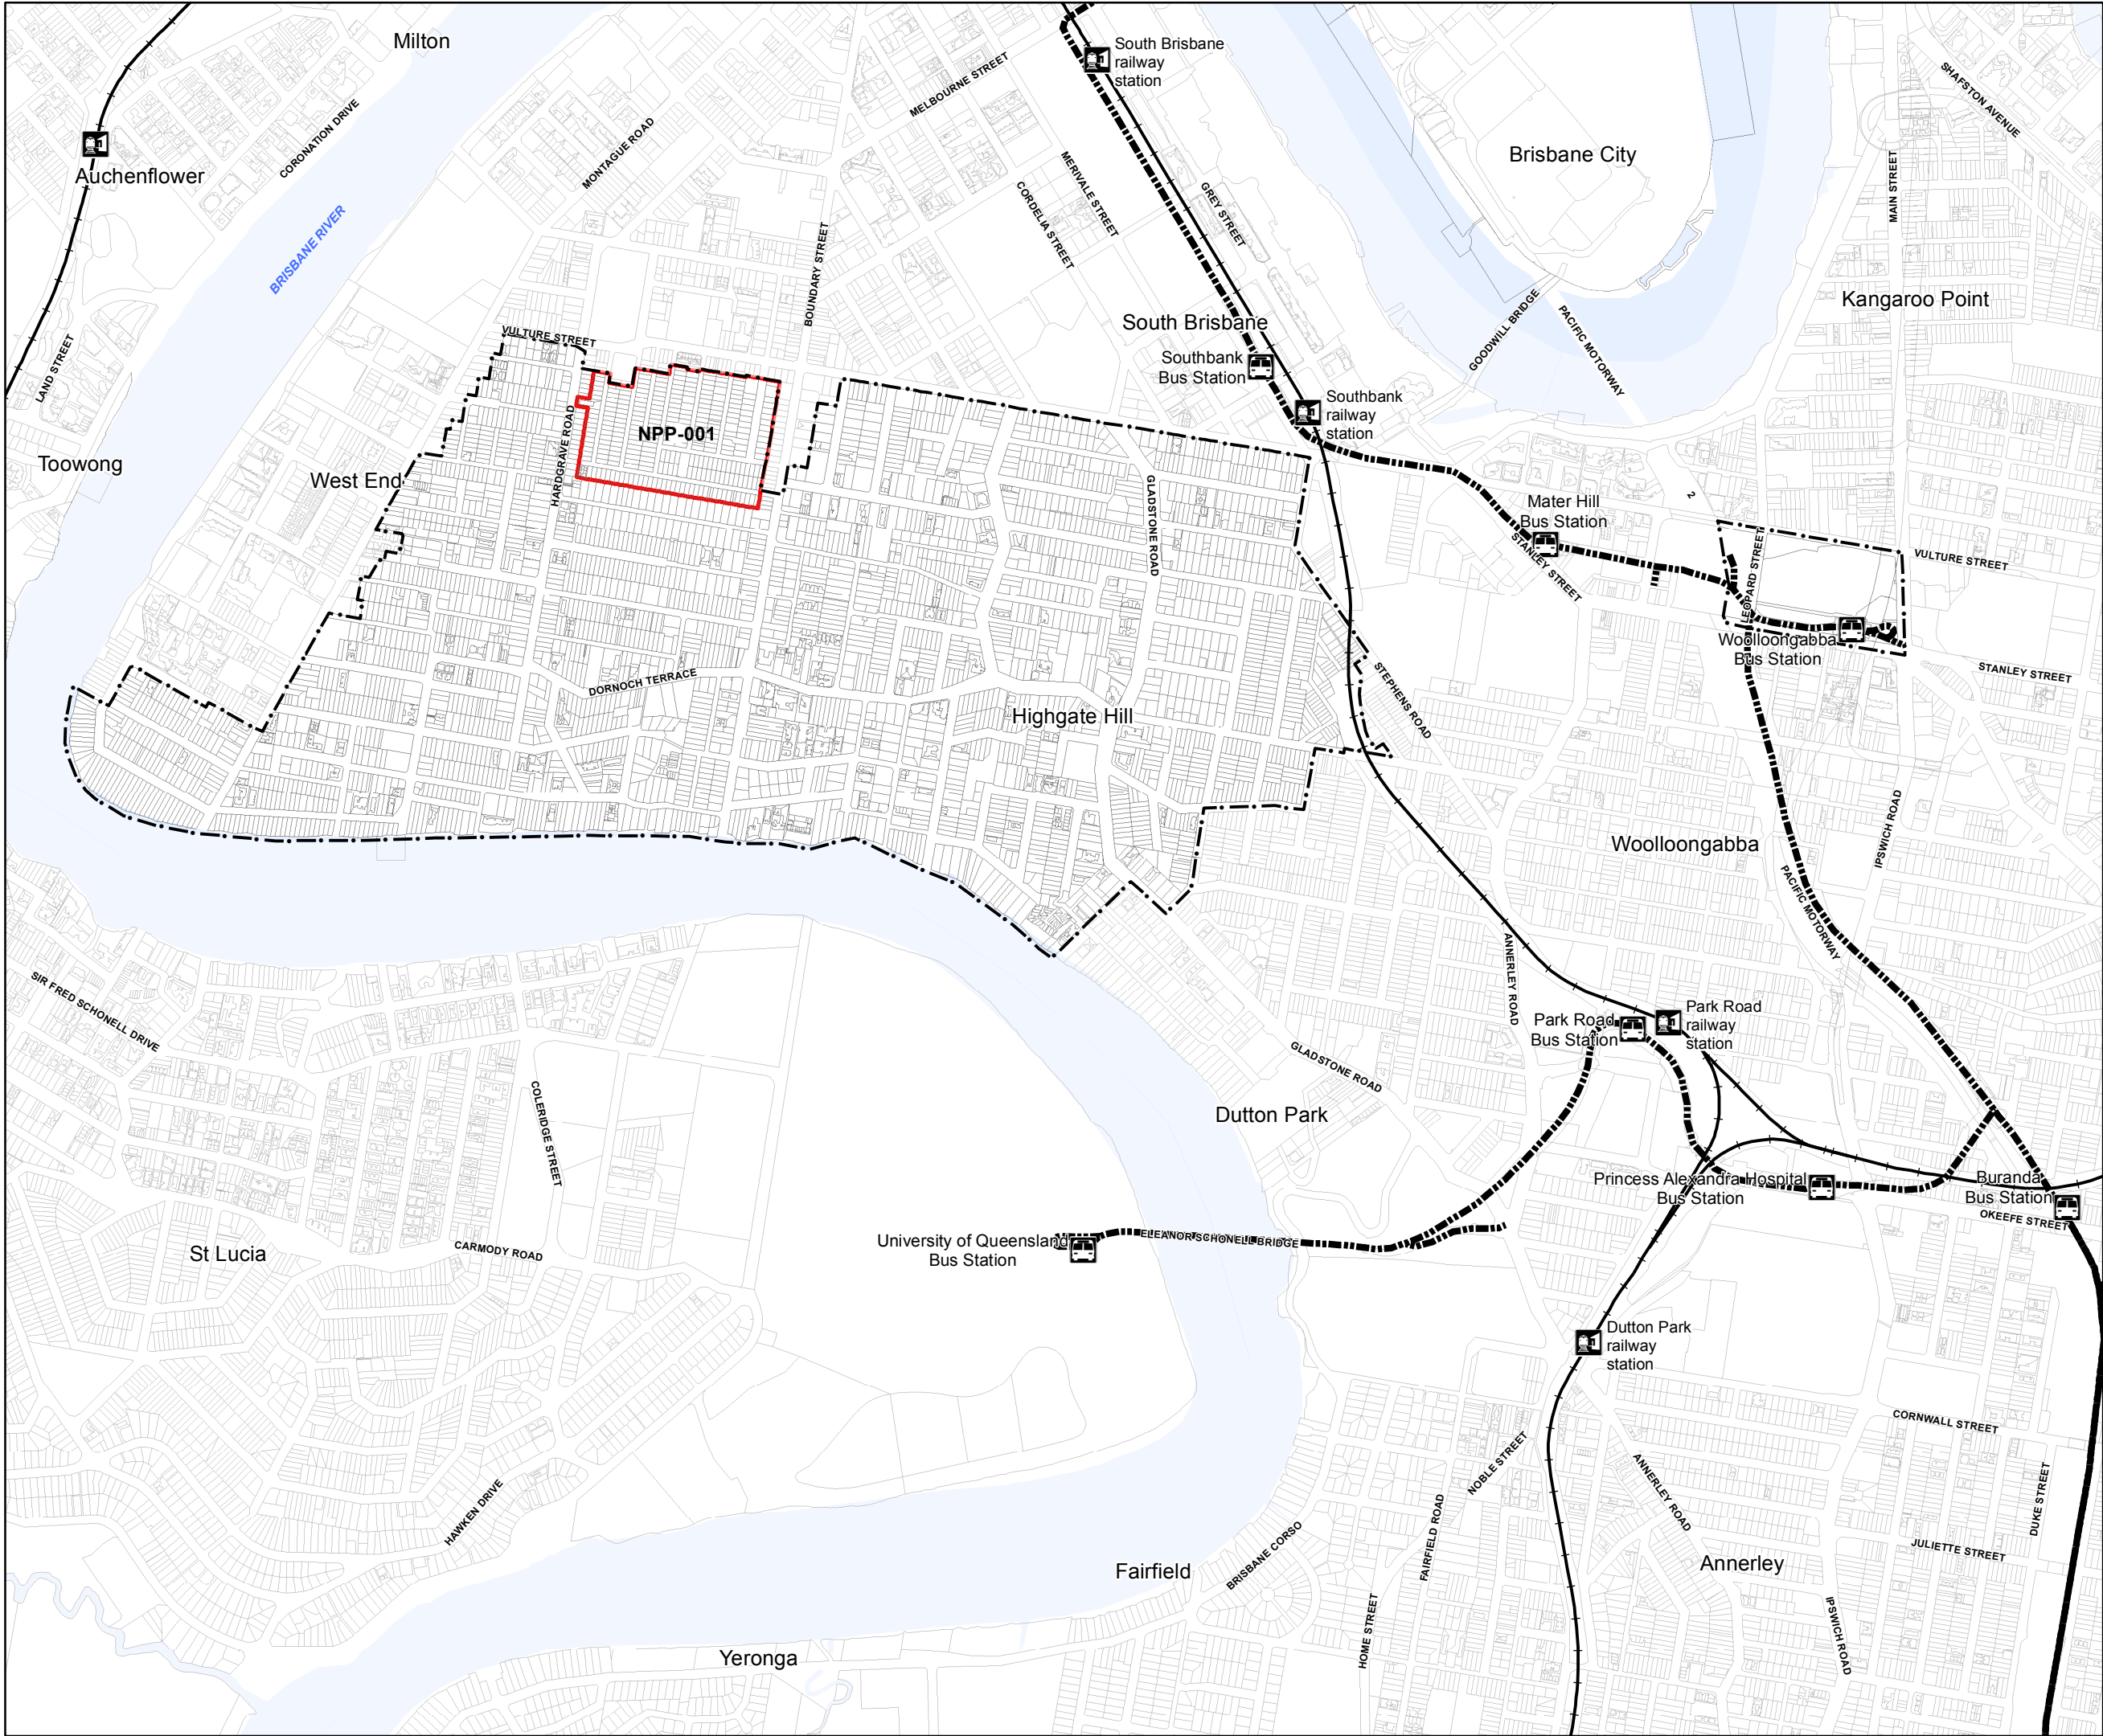 Milton
South Brisbane
railway
station
SHAFSTON AVENUE
MELBOURNE STREET
CORONATION DRIVE
MONTAGUE ROAD
Auchenflower
Brisbane City
MERIVALE STREET
CORDELIA STREET
GREY STREET
MAIN STREET
BRISBANE RIVER
BOUNDARY STREET
Kangaroo Point
South Brisbane
GOODWILL BRIDGE
PACIFIC MOTORWAY
VULTURE STREET
LAND STREET
Southbank
Bus Station
Southbank
railway
station
NPP-001
HARDGRAVE ROAD
Toowong
West End
GLADSTONE ROAD
2
Mater Hill
Bus Station
STANLEY STREET
LEOPARD STREET
VULTURE STREET
Woolloongabba
Bus Station
STANLEY STREET
DORNOCH TERRACE
STEPHENS ROAD
Highgate Hill
Woolloongabba
IPSWICH ROAD
PACIFIC MOTORWAY
ANNERLEY ROAD
SIR FRED SCHONELL DRIVE
Park Road
Bus Station
Park Road
railway
station
GLADSTONE ROAD
COLERIDGE STREET
Dutton Park
Princess Alexandra Hospital
Bus Station
Buranda
Bus Station
OKEEFE STREET
University of Queensland
Bus Station
ELEANOR SCHONELL BRIDGE
St Lucia
CARMODY ROAD
Dutton Park
railway
station
CORNWALL STREET
NOBLE STREET
ANNERLEY ROAD
HAWKEN DRIVE
FAIRFIELD ROAD
DUKE STREET
JULIETTE STREET
BRISBANE CORSO
Fairfield
Annerley
HOME STREET
IPSWICH ROAD
Yeronga